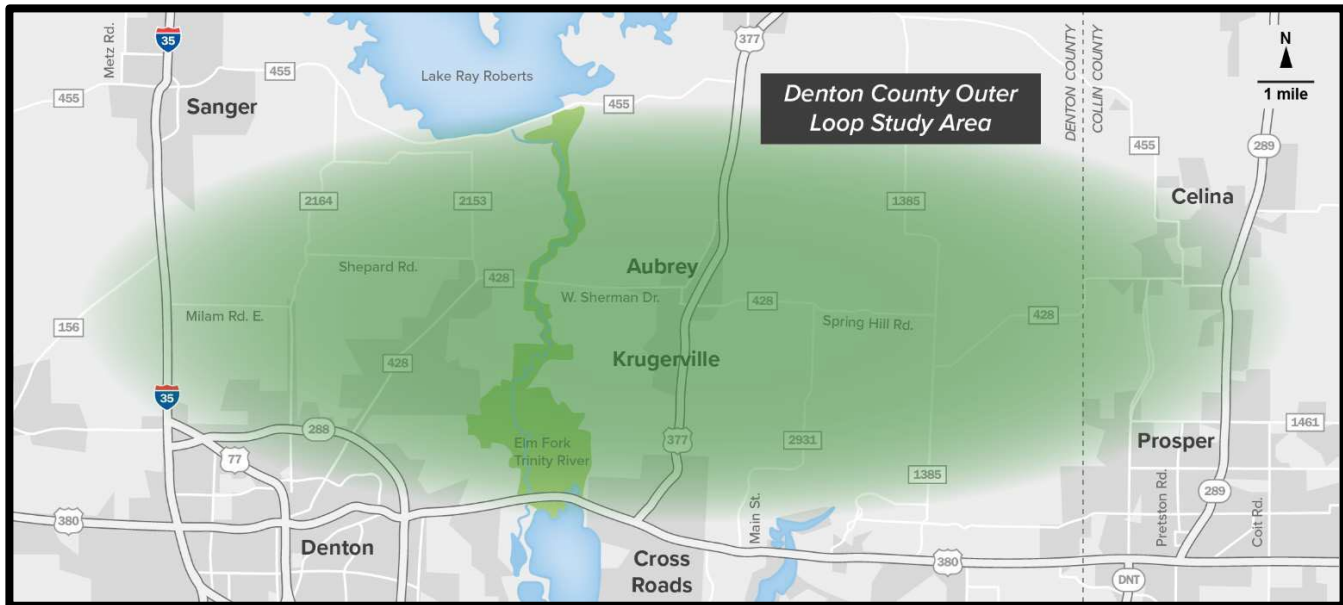 35
377
N
1 mile
Metz Rd.
Lake Ray Roberts
455
455
455
Sanger
Denton County Outer
Loop Study Area
DENTON COUNTY
COLLIN COUNTY
455
289
Celina
2164
2153
1385
Aubrey
Shepard Rd.
428
W. Sherman Dr.
428
Milam Rd. E.
156
Spring Hill Rd.
428
Krugerville
428
35
288
77
Elm Fork
Trinity River
377
2931
1385
1461
Prosper
Pretston Rd.
289
Coit Rd.
Main St.
380
Denton
Cross
Roads
380
DNT